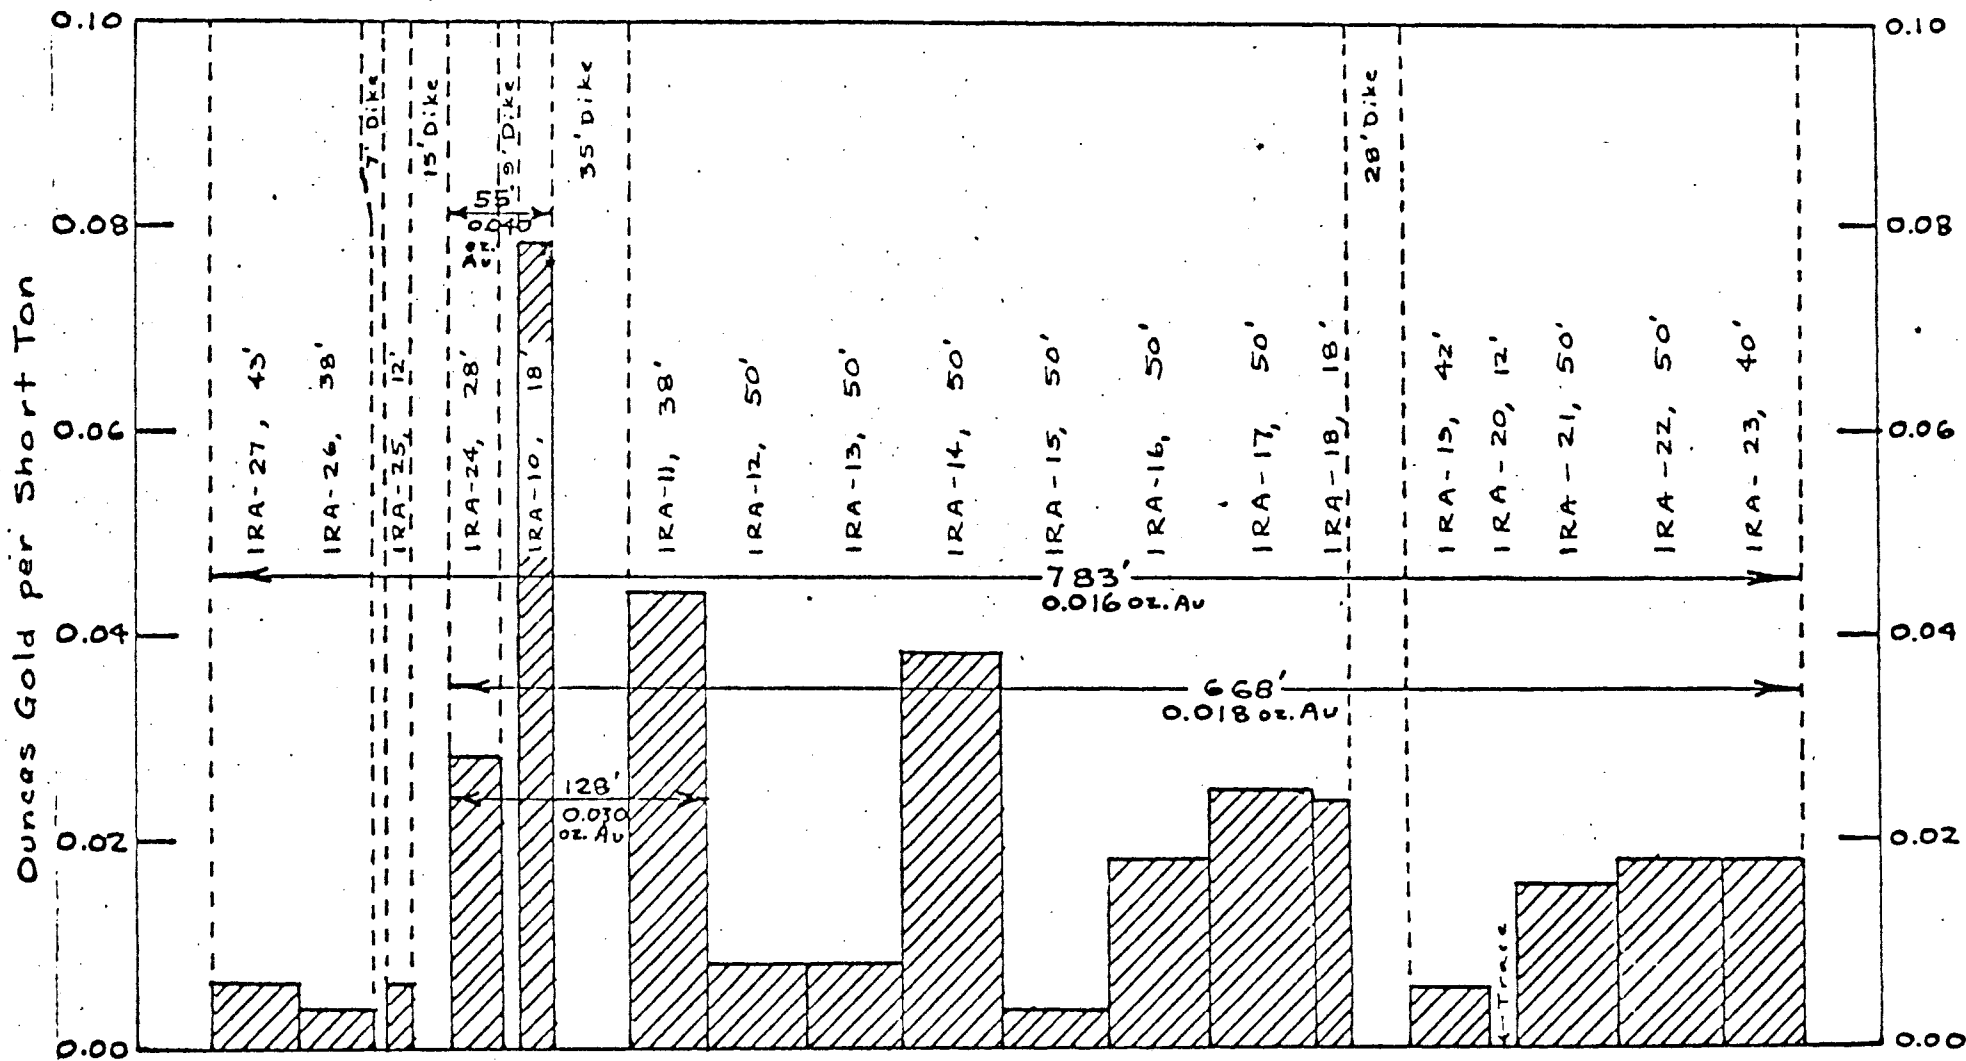 Ounces Gold per Short Ton
0.10
0.08
0.06
0.04
0.02
0.00
7' Dike
15' Dike
9' Dike
35' Dike
28' Dike
55'
0.045
oz.
Au
IRA-27, 43'
IRA-26, 38'
IRA-25, 12'
IRA-24, 28'
IRA-10, 18'
IRA-11, 38'
IRA-12, 50'
IRA-13, 50'
IRA-14, 50'
IRA-15, 50'
IRA-16, 50'
IRA-17, 50'
IRA-18, 18'
IRA-19, 42'
IRA-20, 12'
IRA-21, 50'
IRA-22, 50'
IRA-23, 40'
783'
0.016 oz. Au
668'
0.018 oz. Au
128'
0.030
oz. Au
Trace
0.10
0.08
0.06
0.04
0.02
0.00